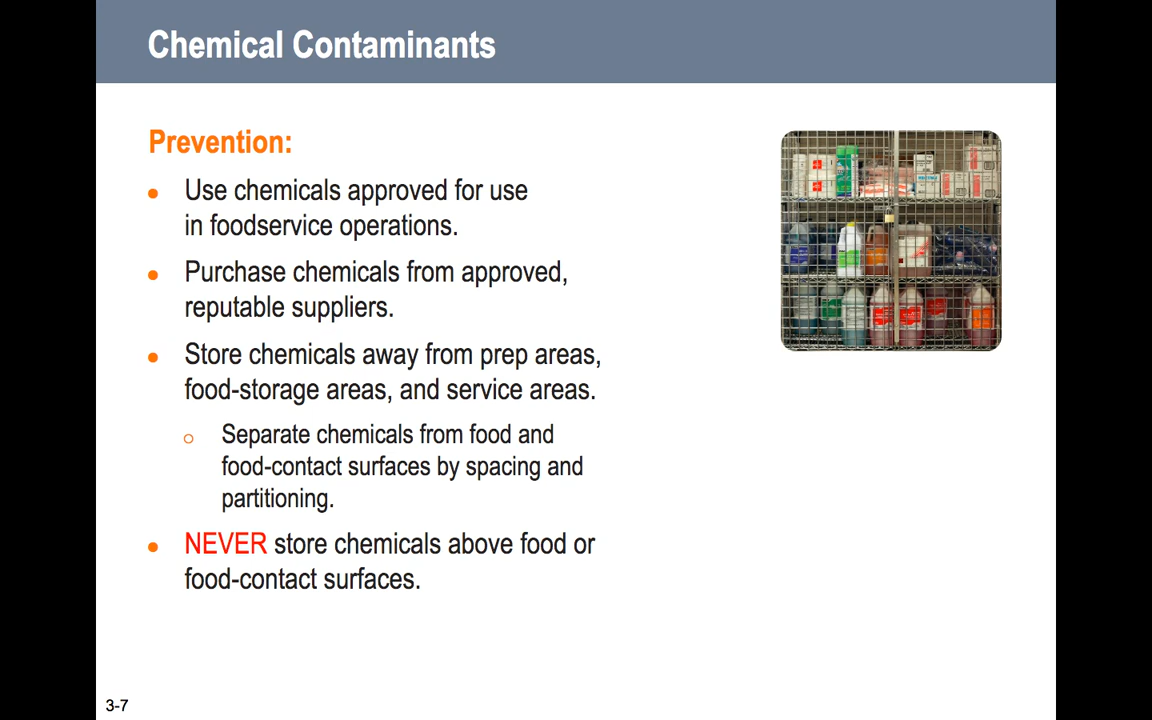 Chemical Contaminants
Prevention:
• Use chemicals approved for use
in foodservice operations.
• Purchase chemicals from approved,
reputable suppliers.
• Store chemicals away from prep areas,
food-storage areas, and service areas.
○ Separate chemicals from food and
food-contact surfaces by spacing and
partitioning.
• NEVER store chemicals above food or
food-contact surfaces.
3-7